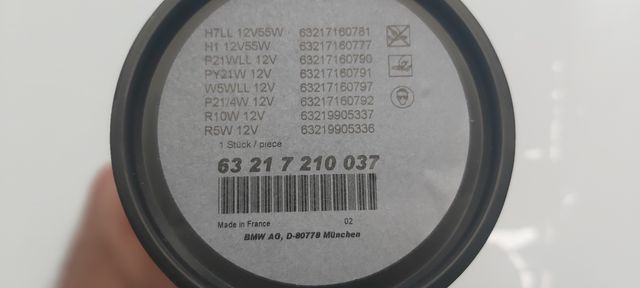 H7LL 12V55W 63217160781
H1 12V55W 63217160777
P21WLL 12V 63217160790
PY21W 12V 63217160791
W5WLL 12V 63217160797
P21/4W 12V 63217160792
R10W 12V 63219905337
R5W 12V 63219905336
1 Stück / piece
63 21 7 210 037
Made in France 02
BMW AG, D-80778 München